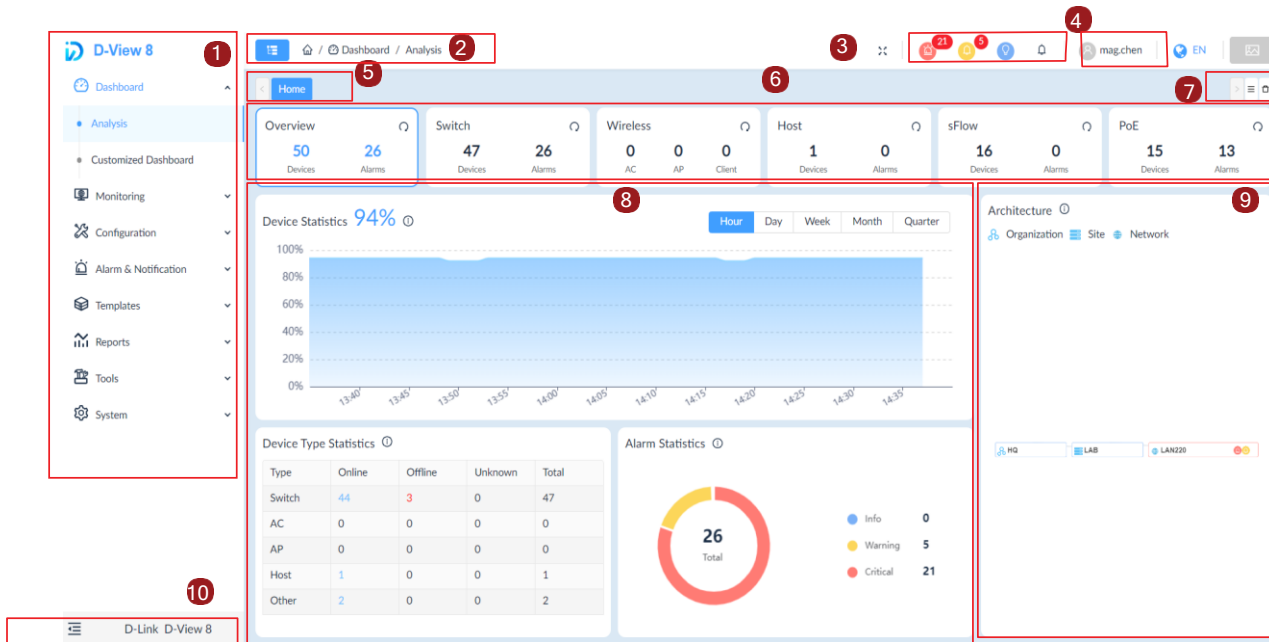 D-View 8
1
Dashboard
Analysis
Customized Dashboard
Monitoring
Configuration
Alarm & Notification
Templates
Reports
Tools
System
10
D-Link D-View 8
/ Dashboard / Analysis
2
3
21
5
4
mag.chen
EN
5
Home
6
7
Overview
50
26
Devices
Alarms
Switch
47
26
Devices
Alarms
Wireless
0
0
0
AC
AP
Client
Host
1
0
Devices
Alarms
sFlow
16
0
Devices
Alarms
PoE
15
13
Devices
Alarms
8
Device Statistics 94%
Hour Day Week Month Quarter
100%
80%
60%
40%
20%
0%
13:40' 13:45' 13:50' 13:55' 14:00' 14:05' 14:10' 14:15' 14:20' 14:25' 14:30' 14:35'
Device Type Statistics
Type Online Offline Unknown Total
Switch 44 3 0 47
AC 0 0 0 0
AP 0 0 0 0
Host 1 0 0 1
Other 2 0 0 2
Alarm Statistics
26
Total
Info 0
Warning 5
Critical 21
9
Architecture
Organization Site Network
HQ
LAB
LAN220